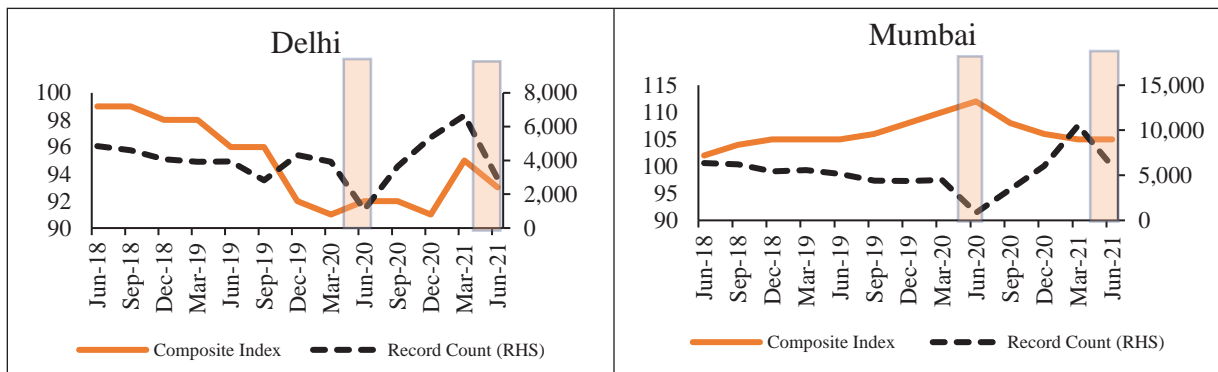 Delhi
100
98
96
94
92
90
8,000
6,000
4,000
2,000
0
Jun-18
Sep-18
Dec-18
Mar-19
Jun-19
Sep-19
Dec-19
Mar-20
Jun-20
Sep-20
Dec-20
Mar-21
Jun-21
Composite Index
Record Count (RHS)
Mumbai
115
110
105
100
95
90
15,000
10,000
5,000
0
Jun-18
Sep-18
Dec-18
Mar-19
Jun-19
Sep-19
Dec-19
Mar-20
Jun-20
Sep-20
Dec-20
Mar-21
Jun-21
Composite Index
Record Count (RHS)